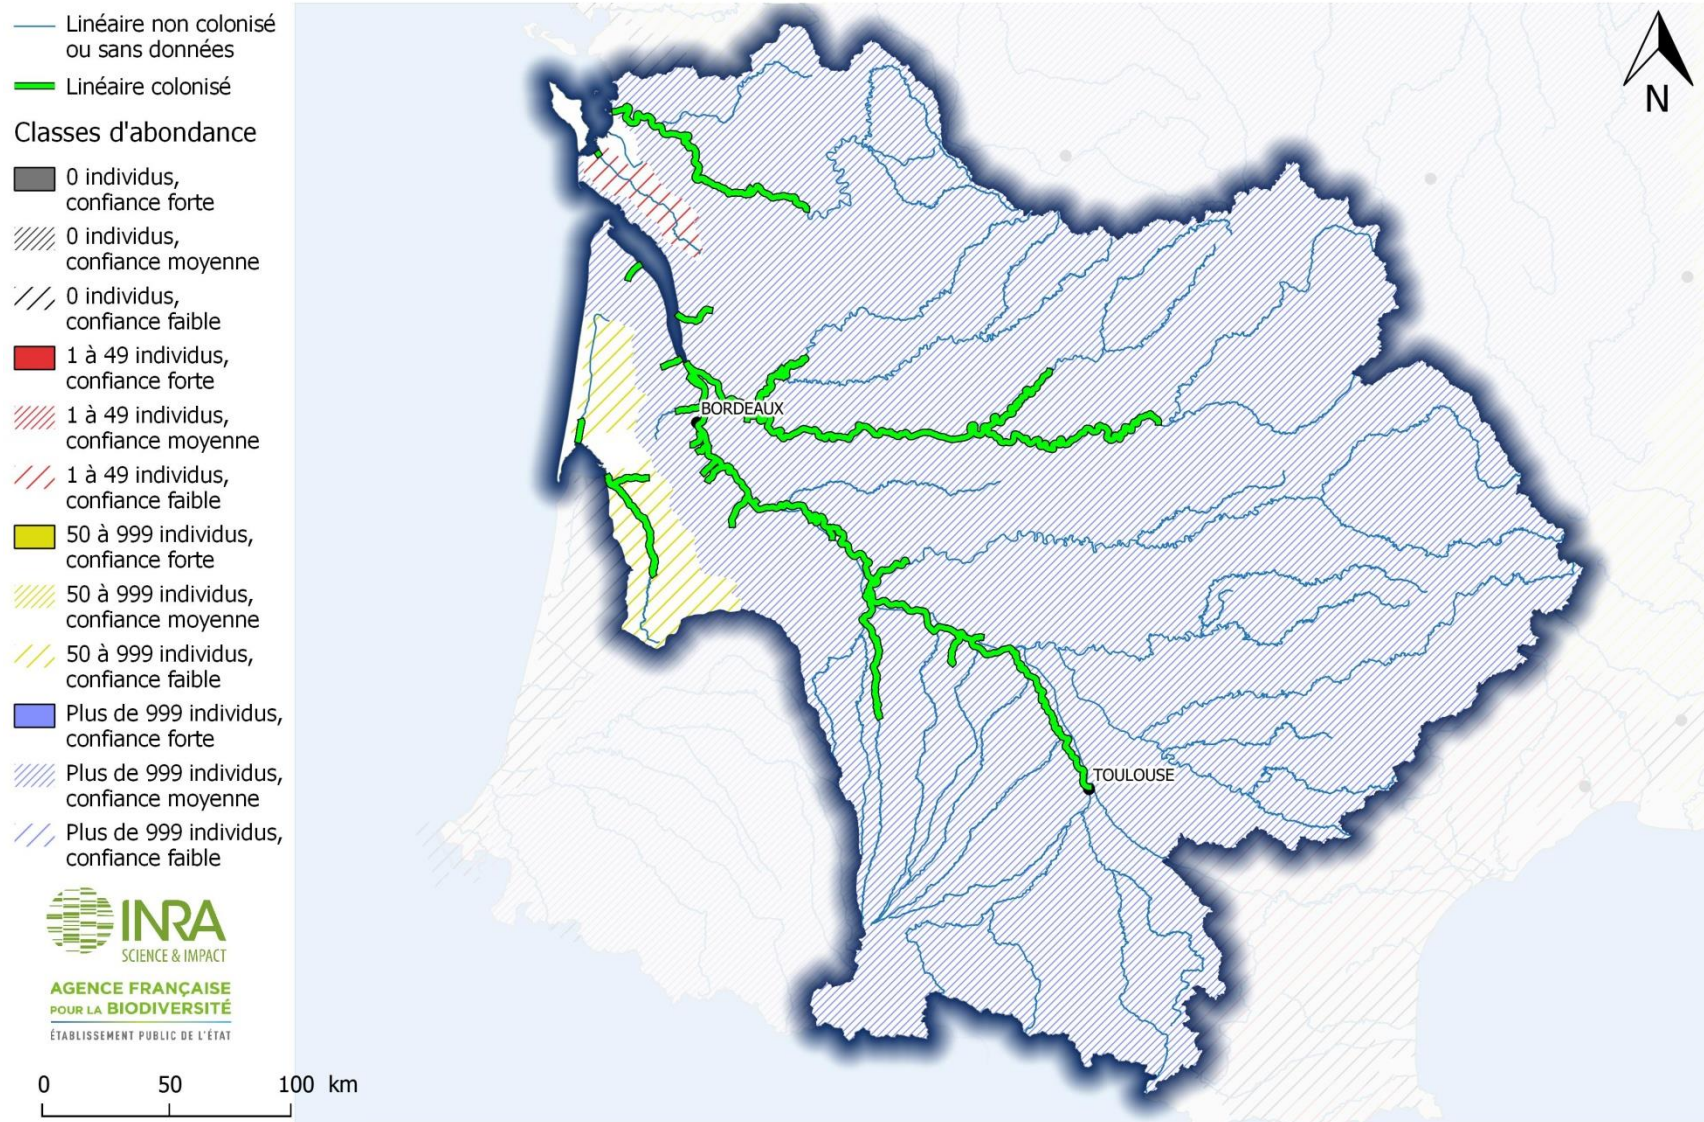 Linéaire non colonisé
ou sans données
Linéaire colonisé
Classes d'abondance
0 individus,
confiance forte
0 individus,
confiance moyenne
0 individus,
confiance faible
1 à 49 individus,
confiance forte
1 à 49 individus,
confiance moyenne
1 à 49 individus,
confiance faible
50 à 999 individus,
confiance forte
50 à 999 individus,
confiance moyenne
50 à 999 individus,
confiance faible
Plus de 999 individus,
confiance forte
Plus de 999 individus,
confiance moyenne
Plus de 999 individus,
confiance faible
INRA
SCIENCE & IMPACT
AGENCE FRANÇAISE
POUR LA BIODIVERSITÉ
ÉTABLISSEMENT PUBLIC DE L'ÉTAT
0 50 100 km
N
BORDEAUX
TOULOUSE